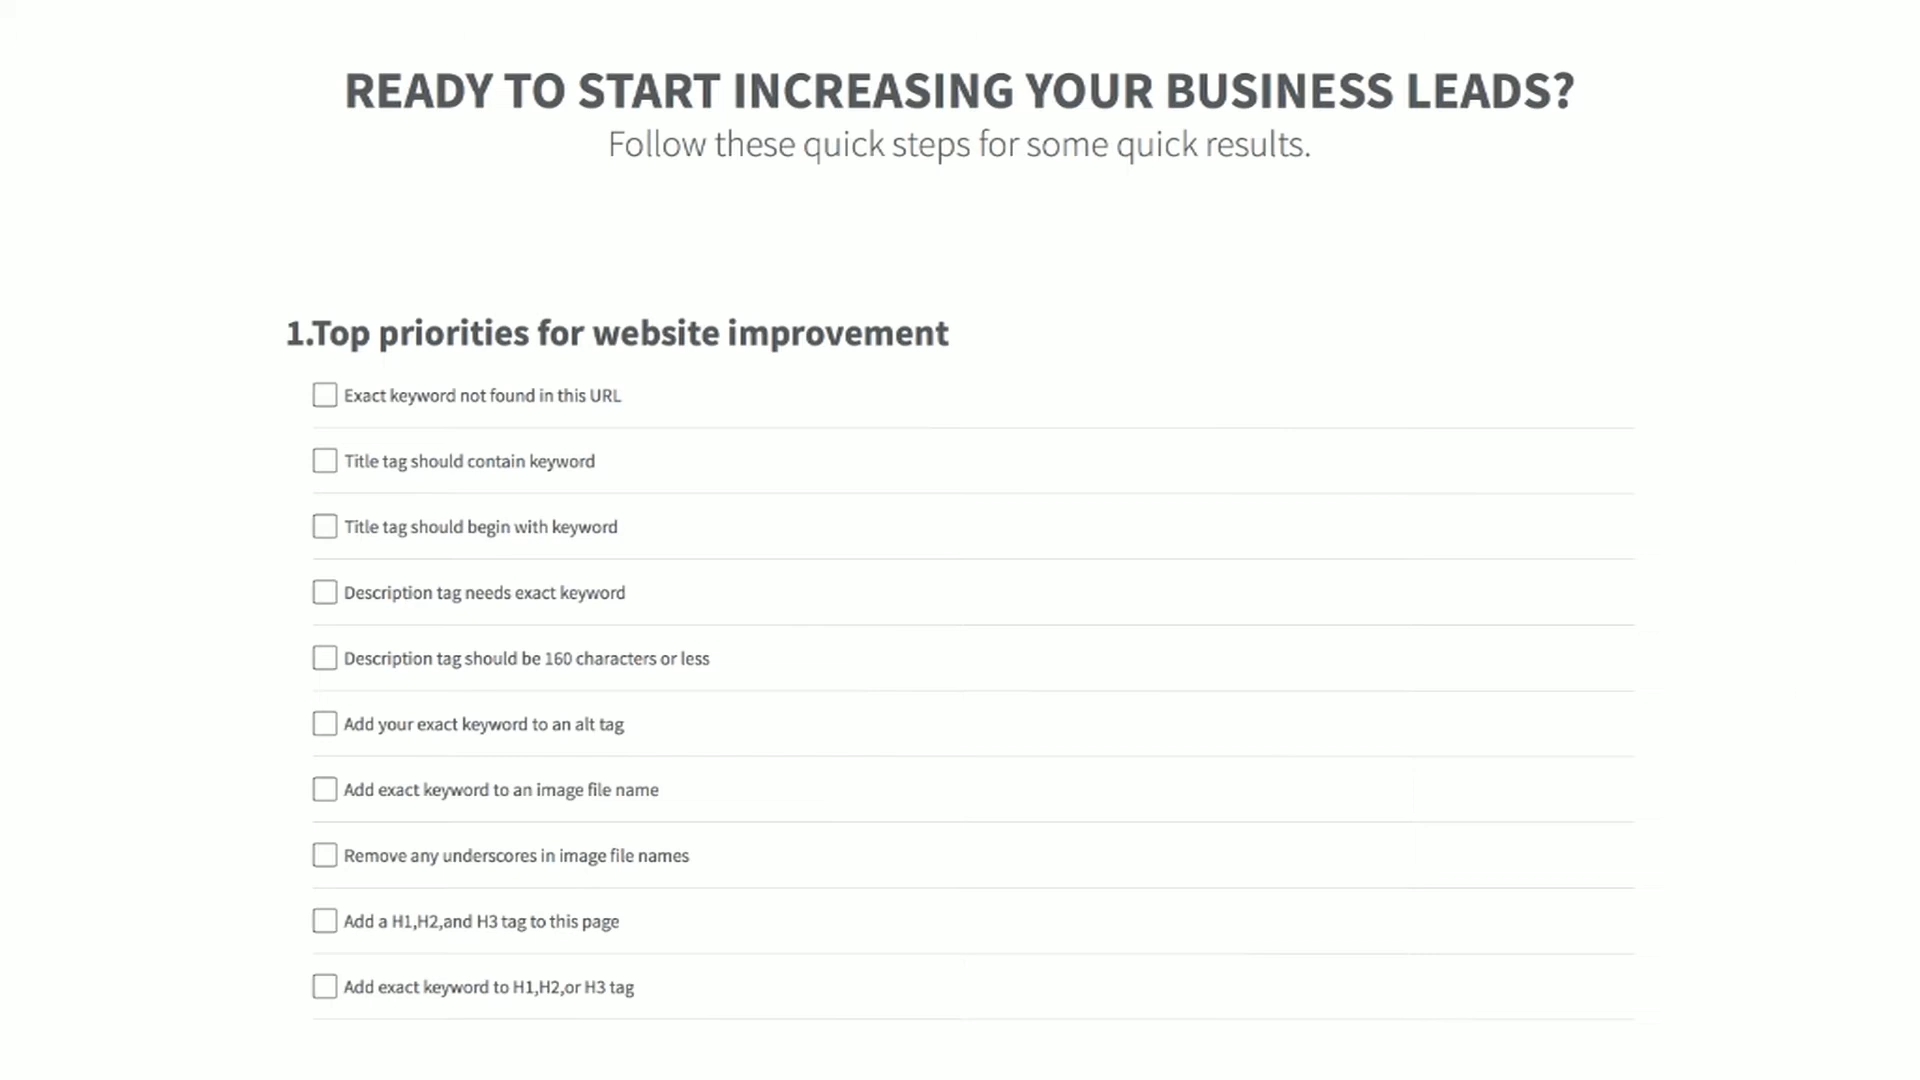 READY TO START INCREASING YOUR BUSINESS LEADS?
Follow these quick steps for some quick results.
1.Top priorities for website improvement
Exact keyword not found in this URL
Title tag should contain keyword
Title tag should begin with keyword
Description tag needs exact keyword
Description tag should be 160 characters or less
Add your exact keyword to an alt tag
Add exact keyword to an image file name
Remove any underscores in image file names
Add a H1,H2,and H3 tag to this page
Add exact keyword to H1,H2,or H3 tag